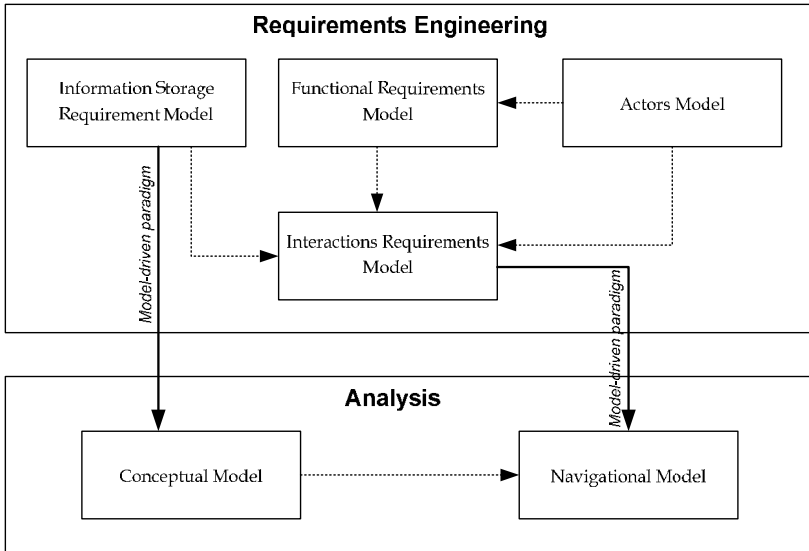 Requirements Engineering
Information Storage
Requirement Model
Functional Requirements
Model
Actors Model
Model-driven paradigm
Interactions Requirements
Model
Model-driven paradigm
Analysis
Conceptual Model
Navigational Model